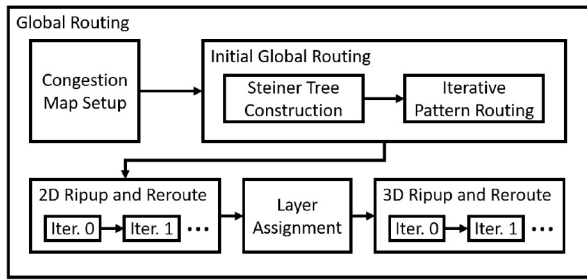 Global Routing
Congestion
Map Setup
Initial Global Routing
Steiner Tree
Construction
Iterative
Pattern Routing
2D Ripup and Reroute
Iter. 0
Iter. 1
•••
Layer
Assignment
3D Ripup and Reroute
Iter. 0
Iter. 1
•••